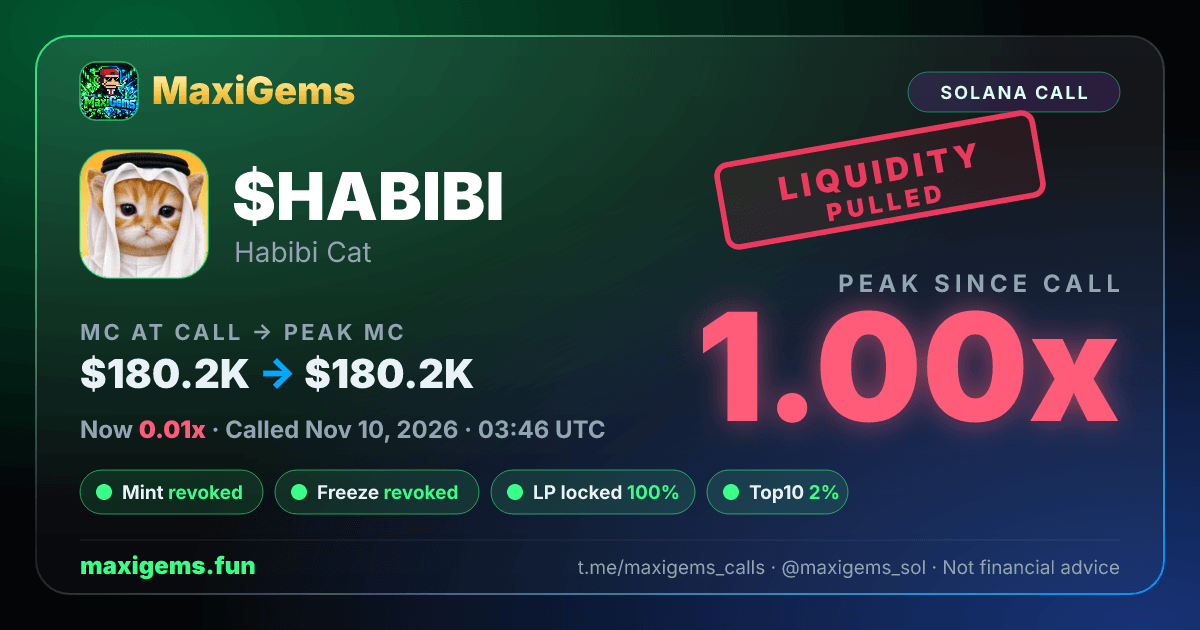 MaxiGems
MaxiGems
SOLANA CALL
LIQUIDITY
PULLED
$HABIBI
Habibi Cat
PEAK SINCE CALL
1.00x
MC AT CALL → PEAK MC
$180.2K → $180.2K
Now 0.01x · Called Nov 10, 2026 · 03:46 UTC
Mint revoked
Freeze revoked
LP locked 100%
Top10 2%
maxigems.fun
t.me/maxigems_calls · @maxigems_sol · Not financial advice